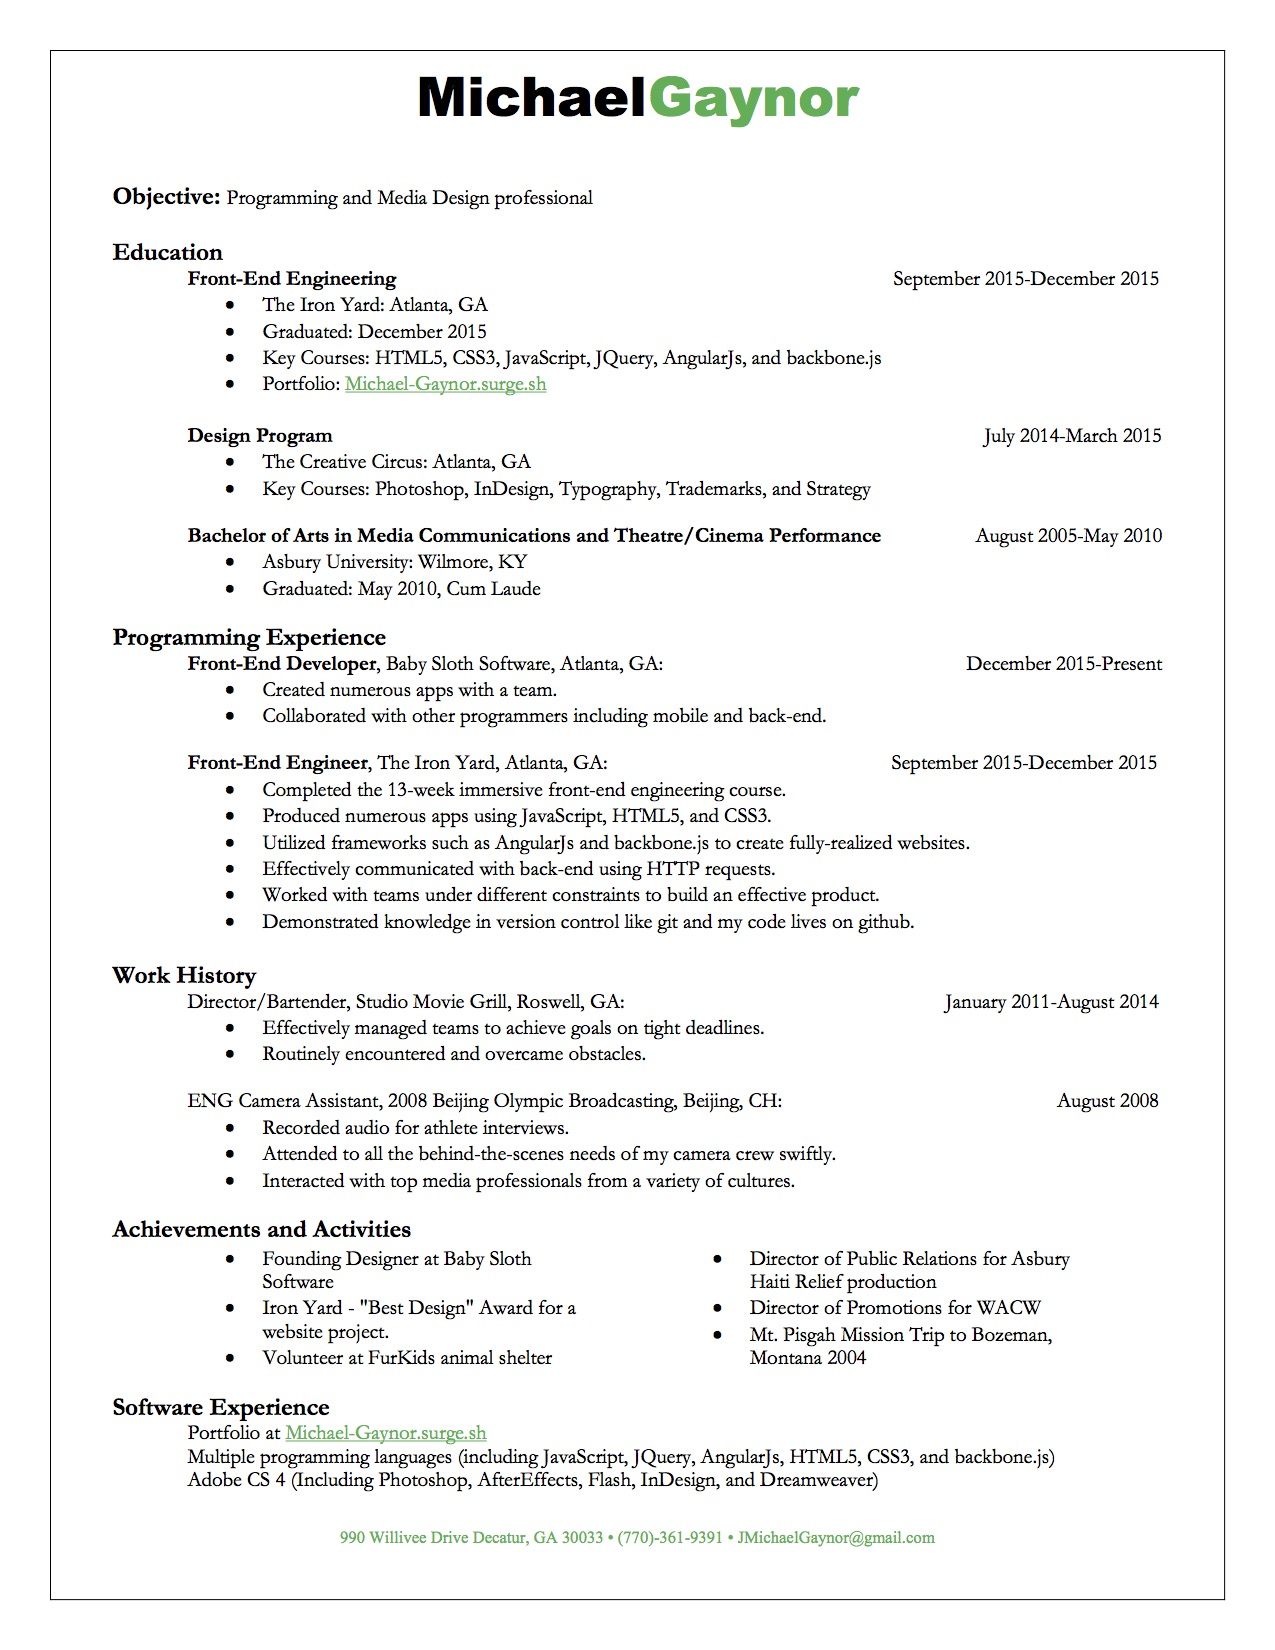 MichaelGaynor
Objective: Programming and Media Design professional
Education
Front-End Engineering September 2015-December 2015
• The Iron Yard: Atlanta, GA
• Graduated: December 2015
• Key Courses: HTML5, CSS3, JavaScript, JQuery, AngularJs, and backbone.js
• Portfolio: Michael-Gaynor.surge.sh
Design Program July 2014-March 2015
• The Creative Circus: Atlanta, GA
• Key Courses: Photoshop, InDesign, Typography, Trademarks, and Strategy
Bachelor of Arts in Media Communications and Theatre/Cinema Performance August 2005-May 2010
• Asbury University: Wilmore, KY
• Graduated: May 2010, Cum Laude
Programming Experience
Front-End Developer, Baby Sloth Software, Atlanta, GA: December 2015-Present
• Created numerous apps with a team.
• Collaborated with other programmers including mobile and back-end.
Front-End Engineer, The Iron Yard, Atlanta, GA: September 2015-December 2015
• Completed the 13-week immersive front-end engineering course.
• Produced numerous apps using JavaScript, HTML5, and CSS3.
• Utilized frameworks such as AngularJs and backbone.js to create fully-realized websites.
• Effectively communicated with back-end using HTTP requests.
• Worked with teams under different constraints to build an effective product.
• Demonstrated knowledge in version control like git and my code lives on github.
Work History
Director/Bartender, Studio Movie Grill, Roswell, GA: January 2011-August 2014
• Effectively managed teams to achieve goals on tight deadlines.
• Routinely encountered and overcame obstacles.
ENG Camera Assistant, 2008 Beijing Olympic Broadcasting, Beijing, CH: August 2008
• Recorded audio for athlete interviews.
• Attended to all the behind-the-scenes needs of my camera crew swiftly.
• Interacted with top media professionals from a variety of cultures.
Achievements and Activities
• Founding Designer at Baby Sloth
Software
• Iron Yard - "Best Design" Award for a
website project.
• Volunteer at FurKids animal shelter
• Director of Public Relations for Asbury
Haiti Relief production
• Director of Promotions for WACW
• Mt. Pisgah Mission Trip to Bozeman,
Montana 2004
Software Experience
Portfolio at Michael-Gaynor.surge.sh
Multiple programming languages (including JavaScript, JQuery, AngularJs, HTML5, CSS3, and backbone.js)
Adobe CS 4 (Including Photoshop, AfterEffects, Flash, InDesign, and Dreamweaver)
990 Willivee Drive Decatur, GA 30033 • (770)-361-9391 • JMichaelGaynor@gmail.com